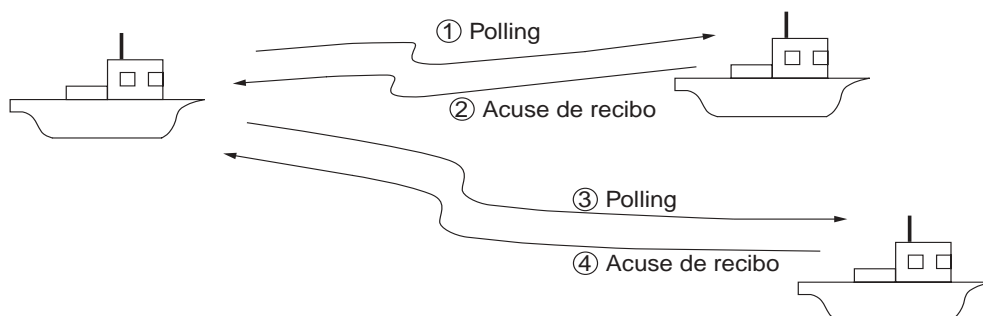 ① Polling
② Acuse de recibo
③ Polling
④ Acuse de recibo